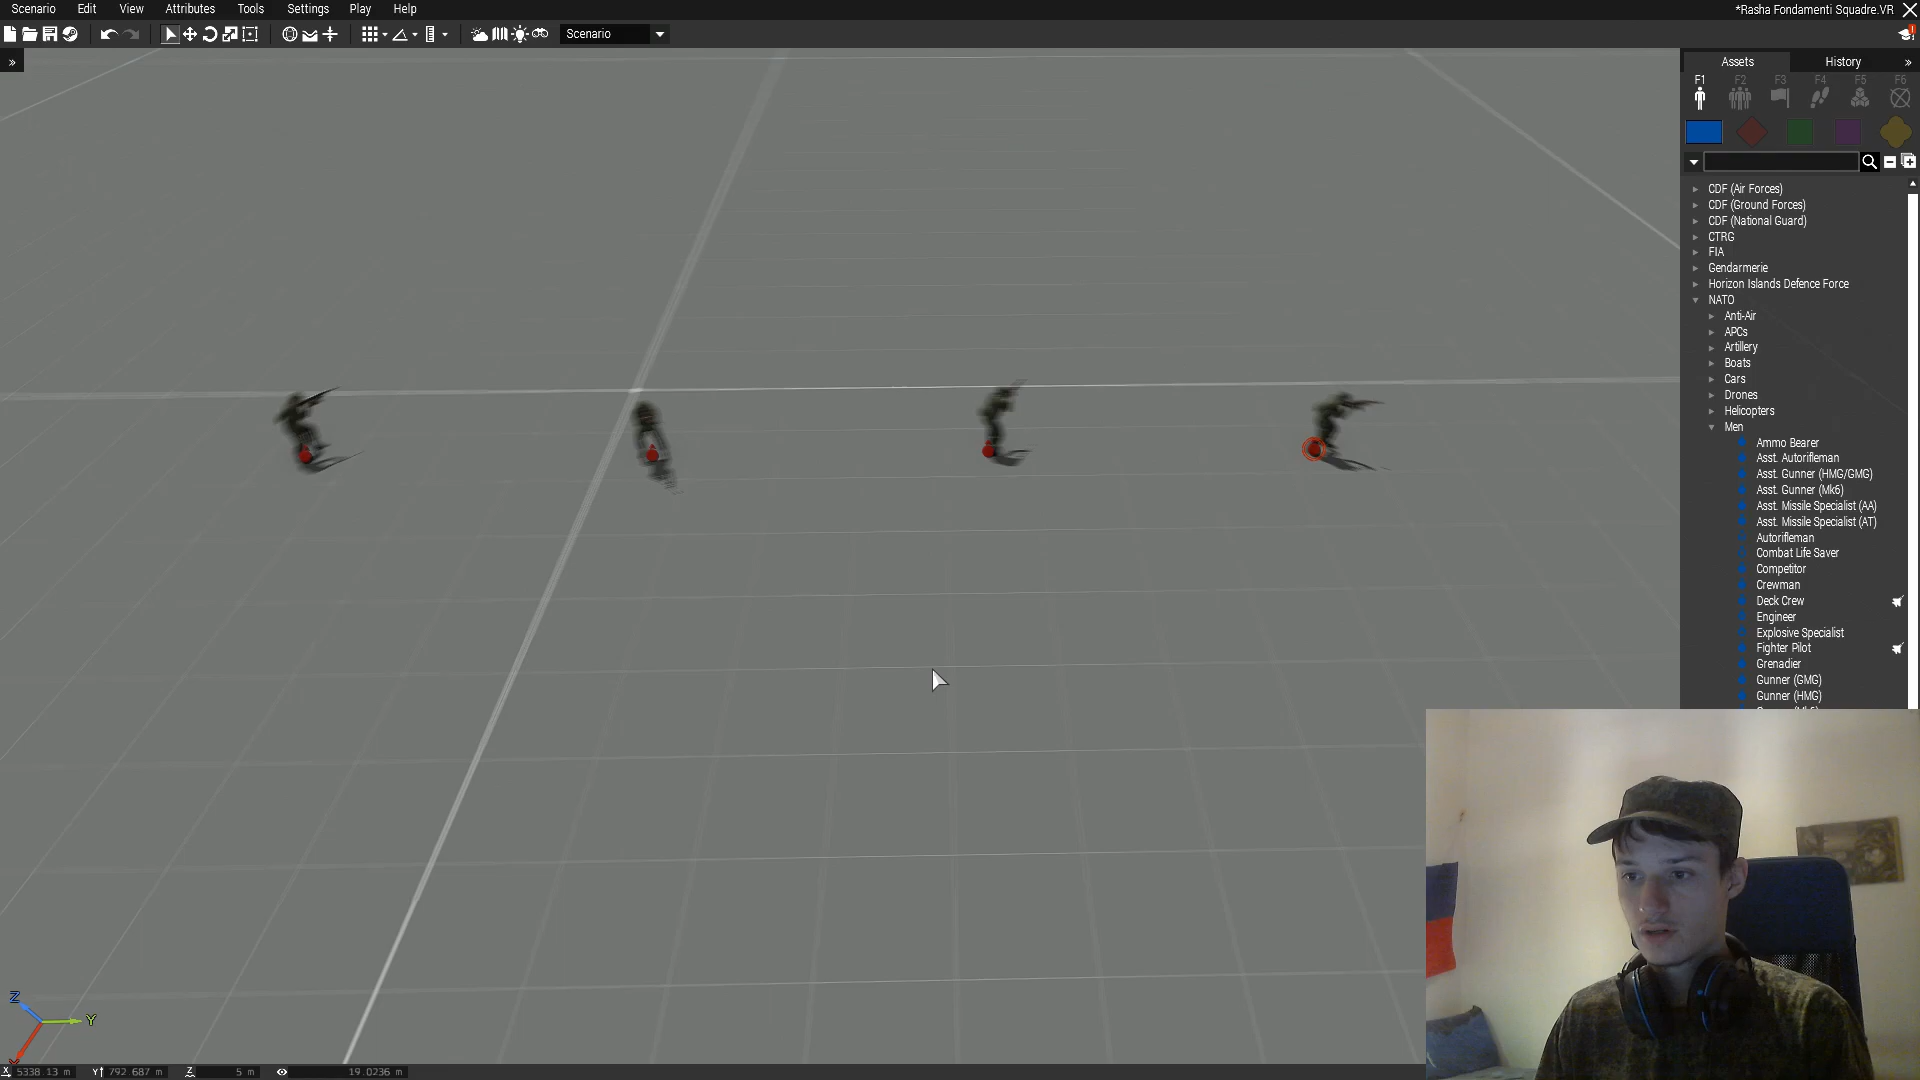 Scenario Edit View Attributes Tools Settings Play Help
*Rasha Fondamenti Squadre.VR
Scenario
Assets History
F1 F2 F3 F4 F5 F6
CDF (Air Forces)
CDF (Ground Forces)
CDF (National Guard)
CTRG
FIA
Gendarmerie
Horizon Islands Defence Force
NATO
Anti-Air
APCs
Artillery
Boats
Cars
Drones
Helicopters
Men
Ammo Bearer
Asst. Autorifleman
Asst. Gunner (HMG/GMG)
Asst. Gunner (Mk6)
Asst. Missile Specialist (AA)
Asst. Missile Specialist (AT)
Autorifleman
Combat Life Saver
Competitor
Crewman
Deck Crew
Engineer
Explosive Specialist
Fighter Pilot
Grenadier
Gunner (GMG)
Gunner (HMG)
Z
Y
X 5338.13 m Y 792.687 m Z 5 m 19.0236 m